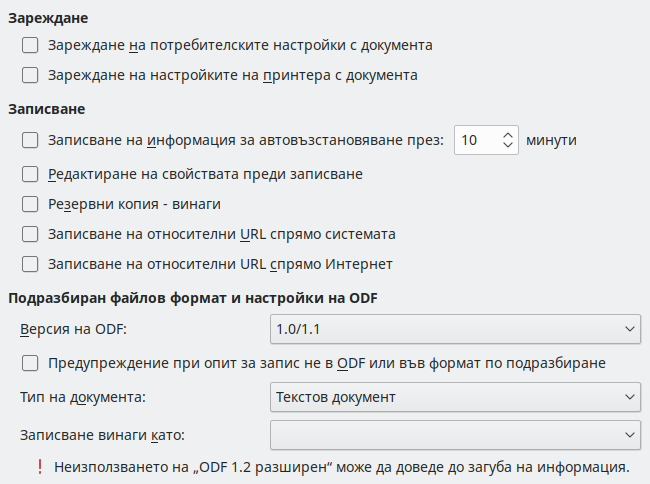 Зареждане
Зареждане на потребителските настройки с документа
Зареждане на настройките на принтера с документа
Записване
Записване на информация за автовъзстановяване през: 10 минути
Редактиране на свойствата преди записване
Резервни копия - винаги
Записване на относителни URL спрямо системата
Записване на относителни URL спрямо Интернет
Подразбиран файлов формат и настройки на ODF
Версия на ODF: 1.0/1.1
Предупреждение при опит за запис не в ODF или във формат по подразбиране
Тип на документа: Текстов документ
Записване винаги като:
! Неизползването на „ODF 1.2 разширен“ може да доведе до загуба на информация.